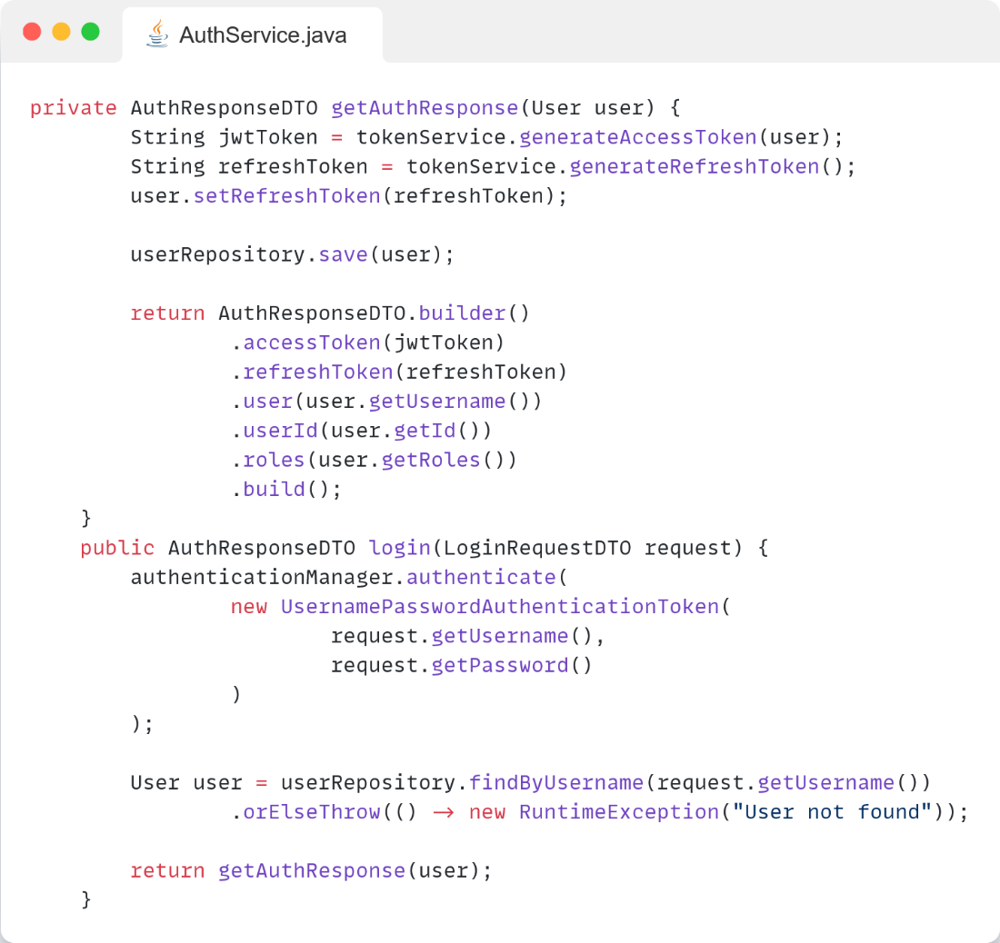 AuthService.java
private AuthResponseDTO getAuthResponse(User user) {
        String jwtToken = tokenService.generateAccessToken(user);
        String refreshToken = tokenService.generateRefreshToken();
        user.setRefreshToken(refreshToken);

        userRepository.save(user);

        return AuthResponseDTO.builder()
                .accessToken(jwtToken)
                .refreshToken(refreshToken)
                .user(user.getUsername())
                .userId(user.getId())
                .roles(user.getRoles())
                .build();
    }
    public AuthResponseDTO login(LoginRequestDTO request) {
        authenticationManager.authenticate(
                new UsernamePasswordAuthenticationToken(
                        request.getUsername(),
                        request.getPassword()
                )
        );

        User user = userRepository.findByUsername(request.getUsername())
                .orElseThrow(() -> new RuntimeException("User not found"));

        return getAuthResponse(user);
    }